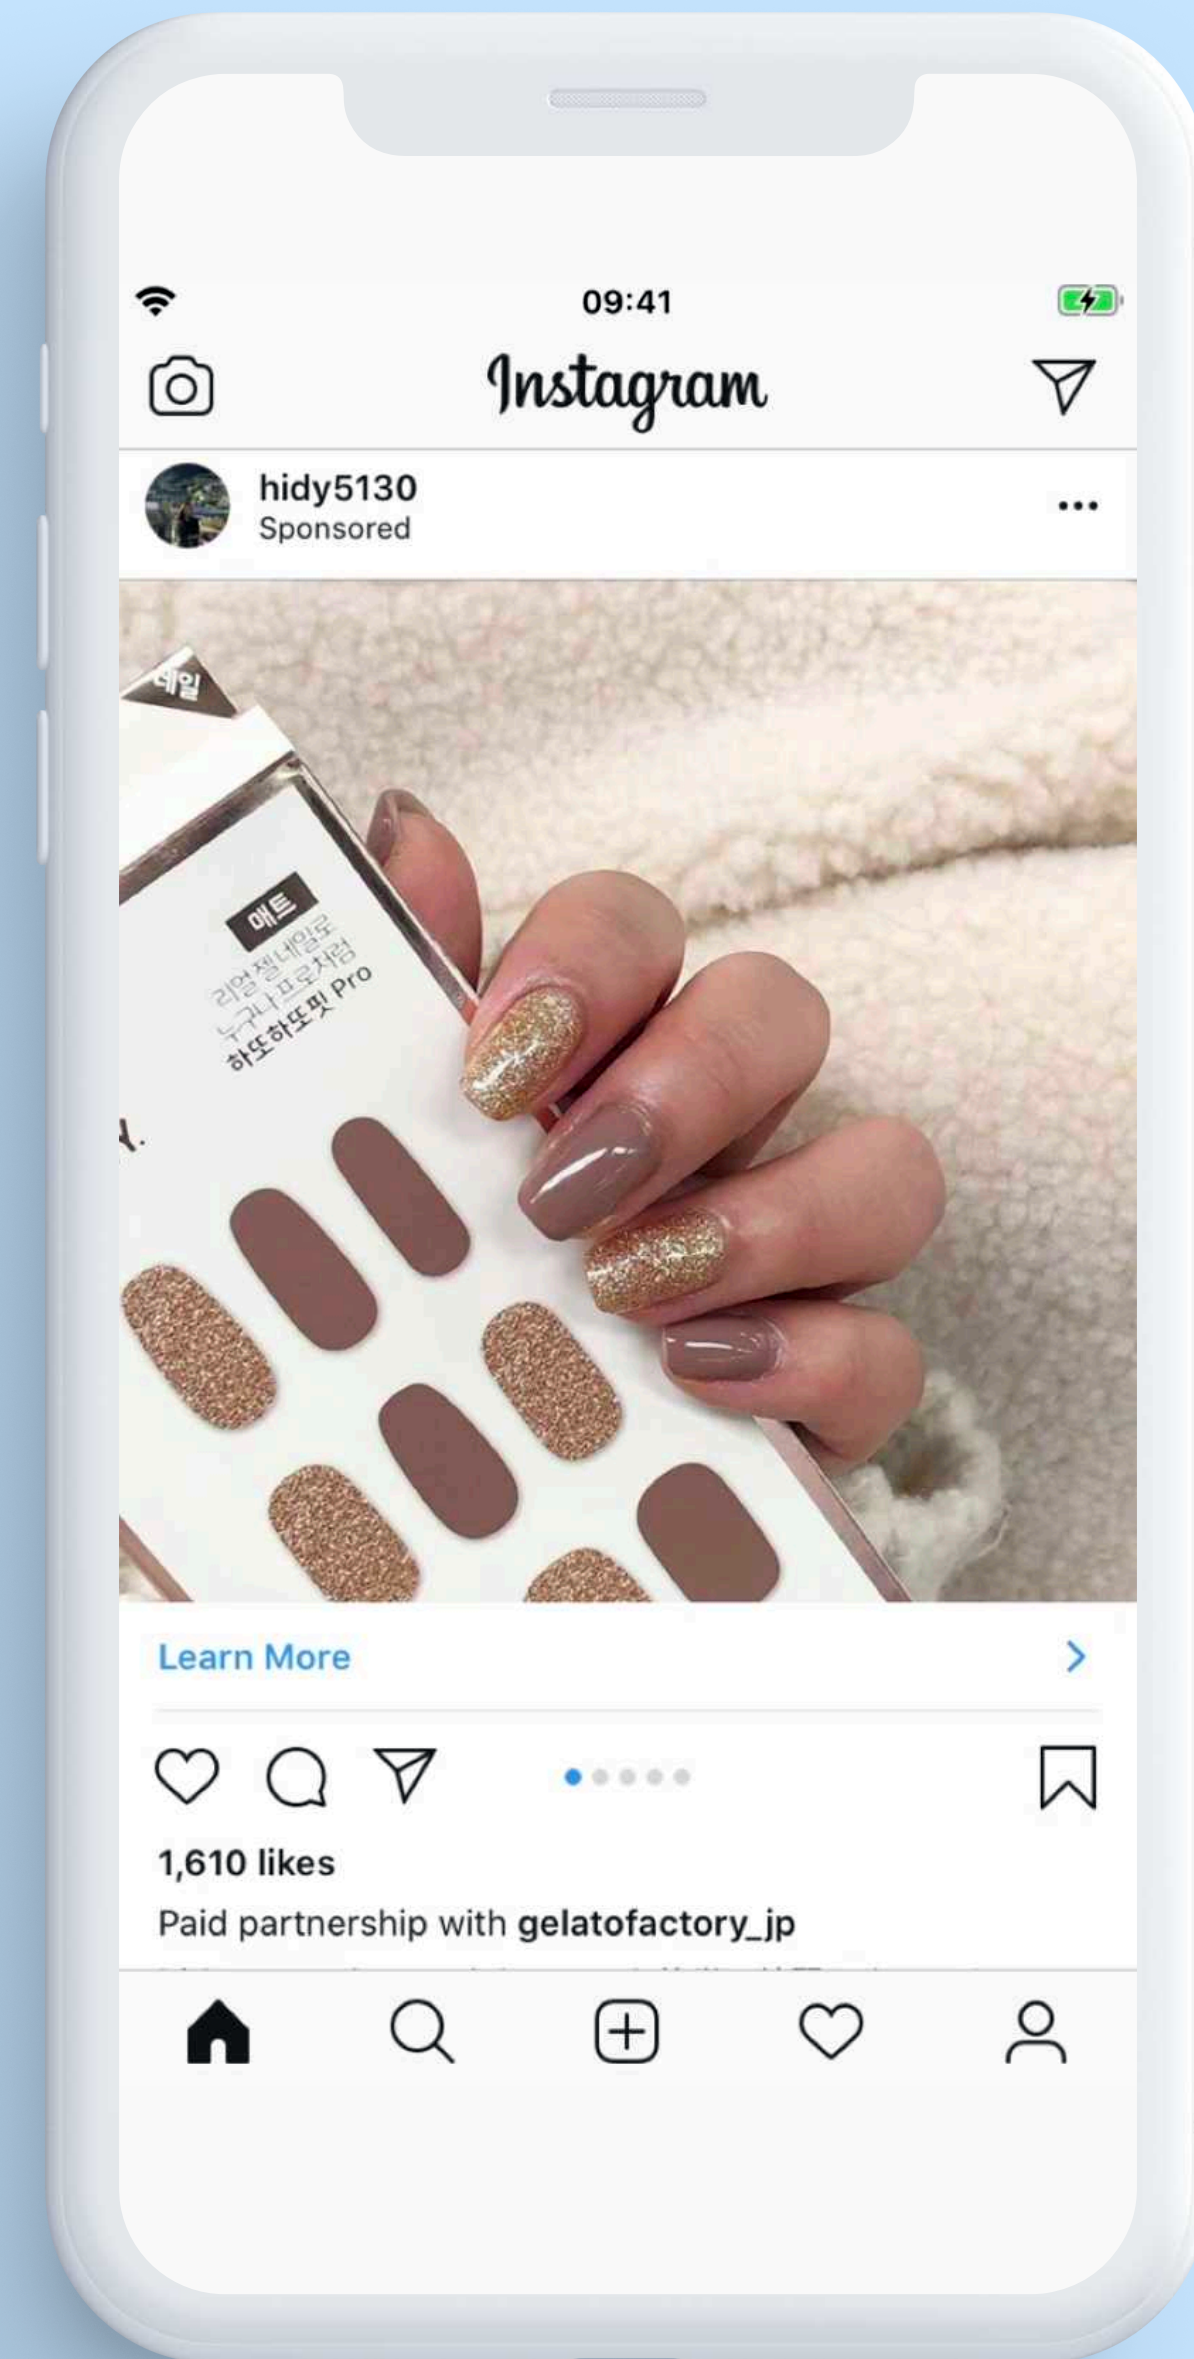 09:41
Instagram
hidy5130
Sponsored
네일
매트
리얼 젤 네일로
누구나 프로처럼
하또하또핏 Pro
Y.
Learn More
1,610 likes
Paid partnership with gelatofactory_jp